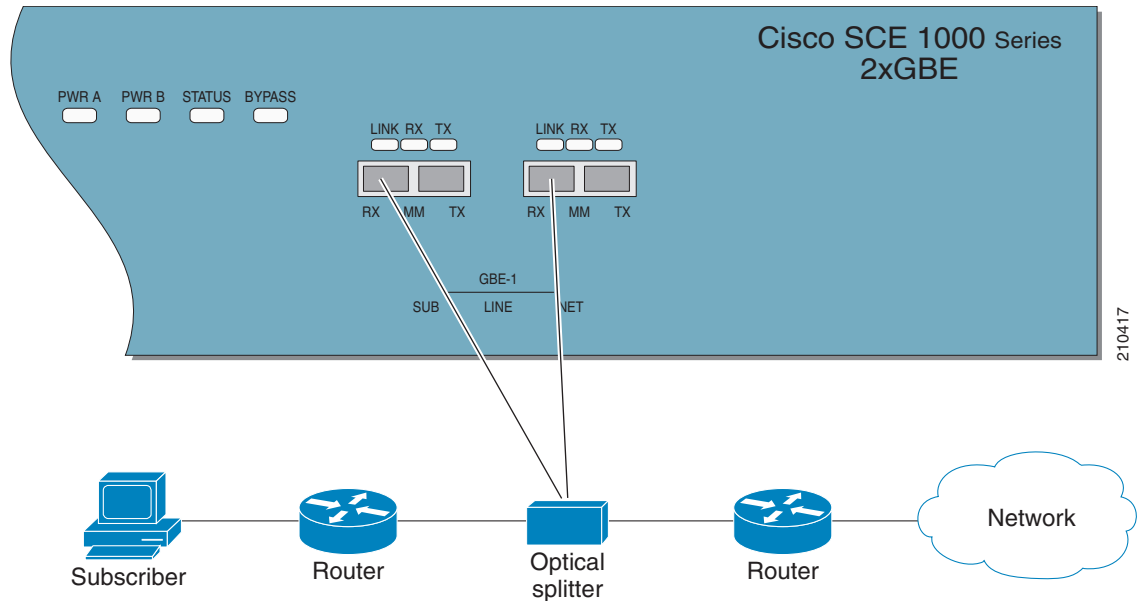 Cisco SCE 1000 Series
2xGBE
PWR A PWR B STATUS BYPASS
LINK RX TX
LINK RX TX
RX MM TX
RX MM TX
GBE-1
SUB LINE NET
210417
Subscriber
Router
Optical
splitter
Router
Network